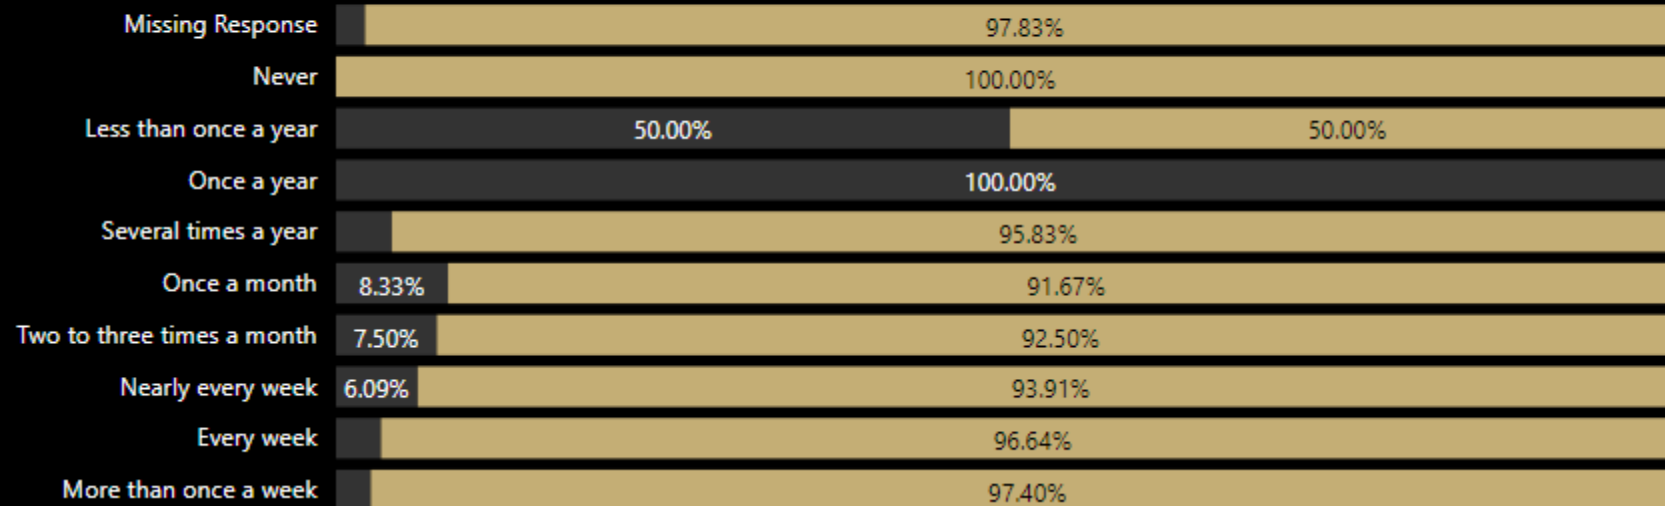 Missing Response 97.83%
Never 100.00%
Less than once a year 50.00% 50.00%
Once a year 100.00%
Several times a year 95.83%
Once a month 8.33% 91.67%
Two to three times a month 7.50% 92.50%
Nearly every week 6.09% 93.91%
Every week 96.64%
More than once a week 97.40%